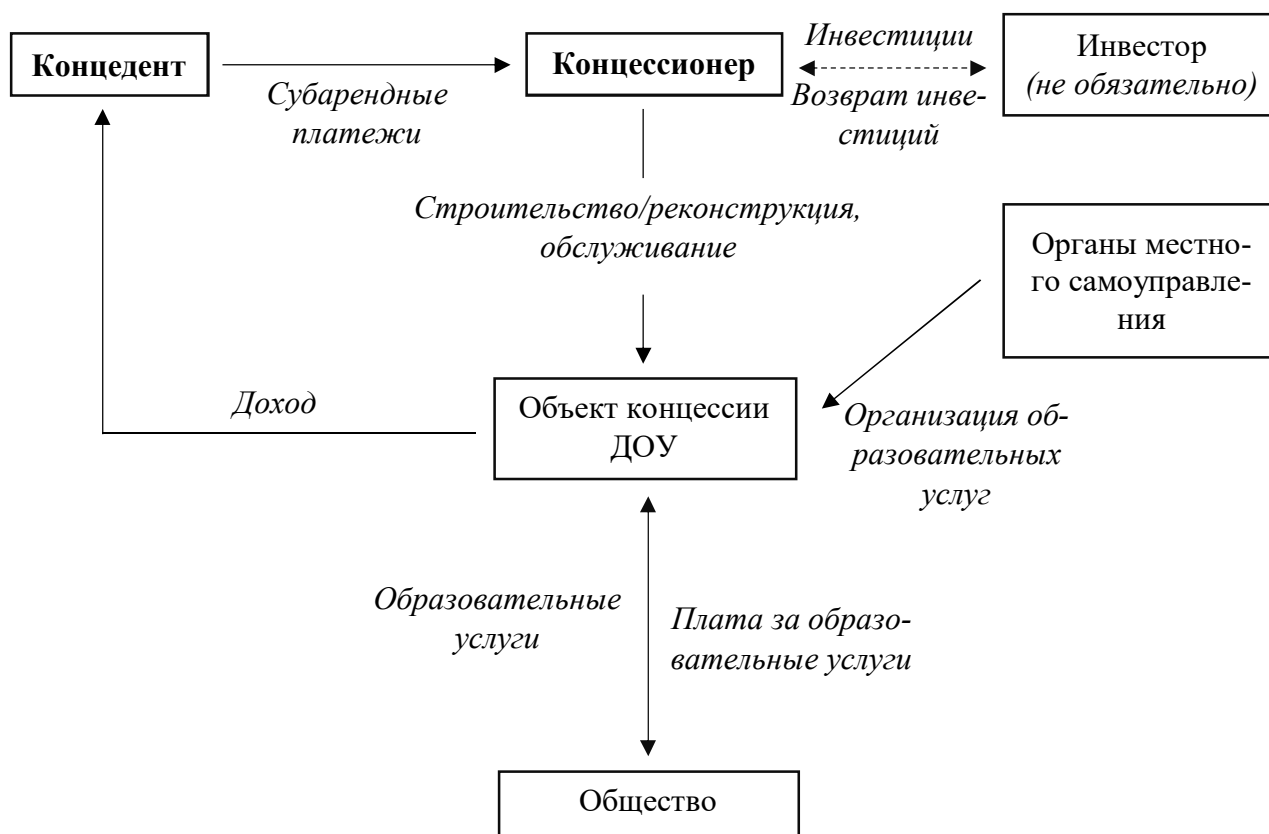 Концедент
Субарендные
платежи
Концессионер
Инвестиции
Возврат инве-
стиций
Инвестор
(не обязательно)
Строительство/реконструкция,
обслуживание
Органы местно-
го самоуправле-
ния
Доход
Объект концессии
ДОУ
Организация об-
разовательных
услуг
Образовательные
услуги
Плата за образо-
вательные услуги
Общество